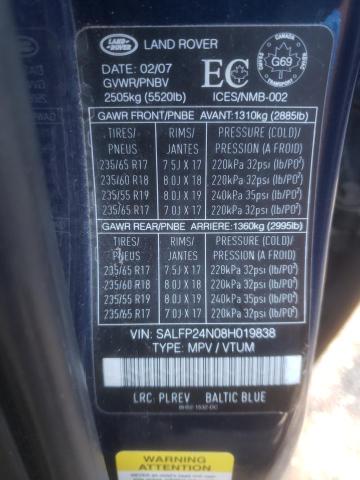 LAND ROVER LAND ROVER
DATE: 02/07 EC G69
GVWR/PNBV
2505kg (5520lb) ICES/NMB-002
GAWR FRONT/PNBE AVANT:1310kg (2885lb)
TIRES/ RIMS/ PRESSURE (COLD)/
PNEUS JANTES PRESSION (A FROID)
235/65 R17 7.5J X 17 220kPa 32psi (lb/PO²)
235/60 R18 8.0J X 18 220kPa 32psi (lb/PO²)
235/55 R19 8.0J X 19 240kPa 35psi (lb/PO²)
235/65 R17 7.0J X 17 220kPa 32psi (lb/PO²)
GAWR REAR/PNBE ARRIERE:1360kg (2995lb)
TIRES/ RIMS/ PRESSURE (COLD)/
PNEUS JANTES PRESSION (A FROID)
235/65 R17 7.5J X 17 220kPa 32psi (lb/PO²)
235/60 R18 8.0J X 18 220kPa 32psi (lb/PO²)
235/55 R19 8.0J X 19 240kPa 35psi (lb/PO²)
235/65 R17 7.0J X 17 220kPa 32psi (lb/PO²)
VIN: SALFP24N08H019838
TYPE: MPV / VTUM
LRC: PLREV BALTIC BLUE
WARNING
ATTENTION